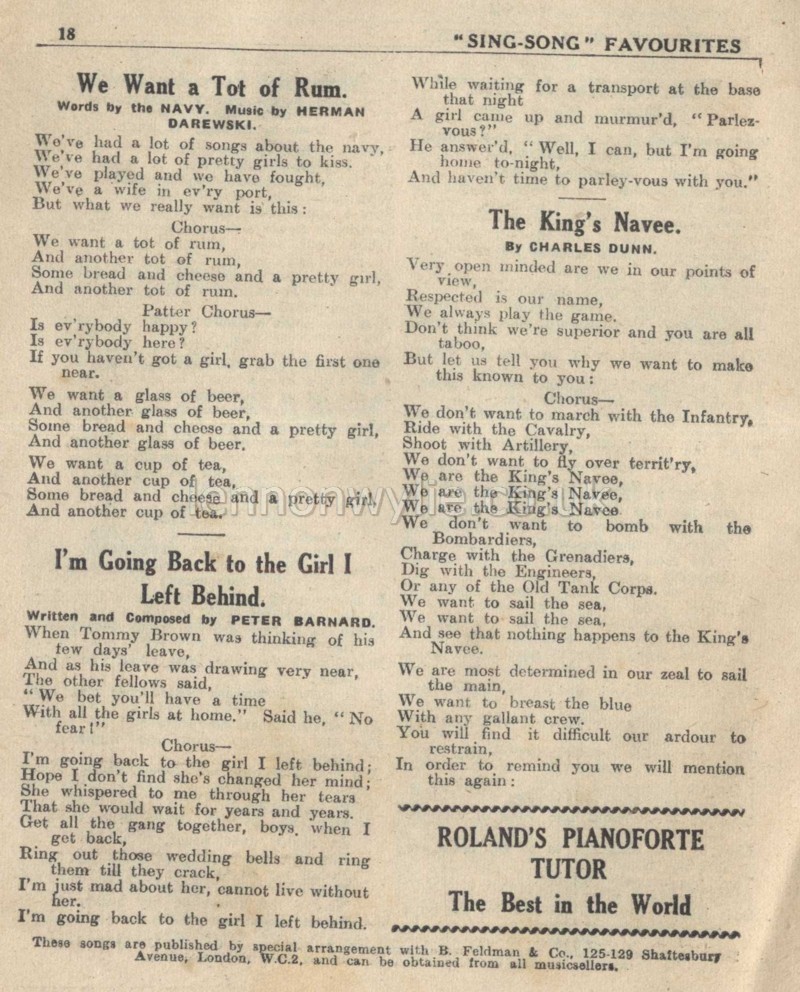 18
"SING-SONG" FAVOURITES
We Want a Tot of Rum.
Words by the NAVY. Music by HERMAN
DAREWSKI.
We've had a lot of songs about the navy,
We've had a lot of pretty girls to kiss.
We've played and we have fought,
We've a wife in ev'ry port,
But what we really want is this:
Chorus—
We want a tot of rum,
And another tot of rum,
Some bread and cheese and a pretty girl,
And another tot of rum.
Patter Chorus—
Is ev'rybody happy?
Is ev'rybody here?
If you haven't got a girl, grab the first one
near.
We want a glass of beer,
And another glass of beer,
Some bread and cheese and a pretty girl,
And another glass of beer.
We want a cup of tea,
And another cup of tea,
Some bread and cheese and a pretty girl,
And another cup of tea.
I'm Going Back to the Girl I
Left Behind.
Written and Composed by PETER BARNARD.
When Tommy Brown was thinking of his
few days' leave,
And as his leave was drawing very near,
The other fellows said,
"We bet you'll have a time
With all the girls at home." Said he, "No
fear!"
Chorus—
I'm going back to the girl I left behind;
Hope I don't find she's changed her mind;
She whispered to me through her tears
That she would wait for years and years.
Get all the gang together, boys, when I
get back,
Ring out those wedding bells and ring
them till they crack,
I'm just mad about her, cannot live without
her.
I'm going back to the girl I left behind.
While waiting for a transport at the base
that night
A girl came up and murmur'd, "Parlez-
vous?"
He answer'd, "Well, I can, but I'm going
home to-night,
And haven't time to parley-vous with you."
The King's Navee.
By CHARLES DUNN.
Very open minded are we in our points of
view,
Respected is our name,
We always play the game.
Don't think we're superior and you are all
taboo,
But let us tell you why we want to make
this known to you:
Chorus—
We don't want to march with the Infantry,
Ride with the Cavalry,
Shoot with Artillery,
We don't want to fly over territ'ry,
We are the King's Navee,
We are the King's Navee,
We are the King's Navee
We don't want to bomb with the
Bombardiers,
Charge with the Grenadiers,
Dig with the Engineers,
Or any of the Old Tank Corps.
We want to sail the sea,
We want to sail the sea,
And see that nothing happens to the King's
Navee.
We are most determined in our zeal to sail
the main,
We want to breast the blue
With any gallant crew.
You will find it difficult our ardour to
restrain,
In order to remind you we will mention
this again:
ROLAND'S PIANOFORTE
TUTOR
The Best in the World
These songs are published by special arrangement with B. Feldman & Co., 125-129 Shaftesbury
Avenue, London, W.C.2, and can be obtained from all musicsellers.